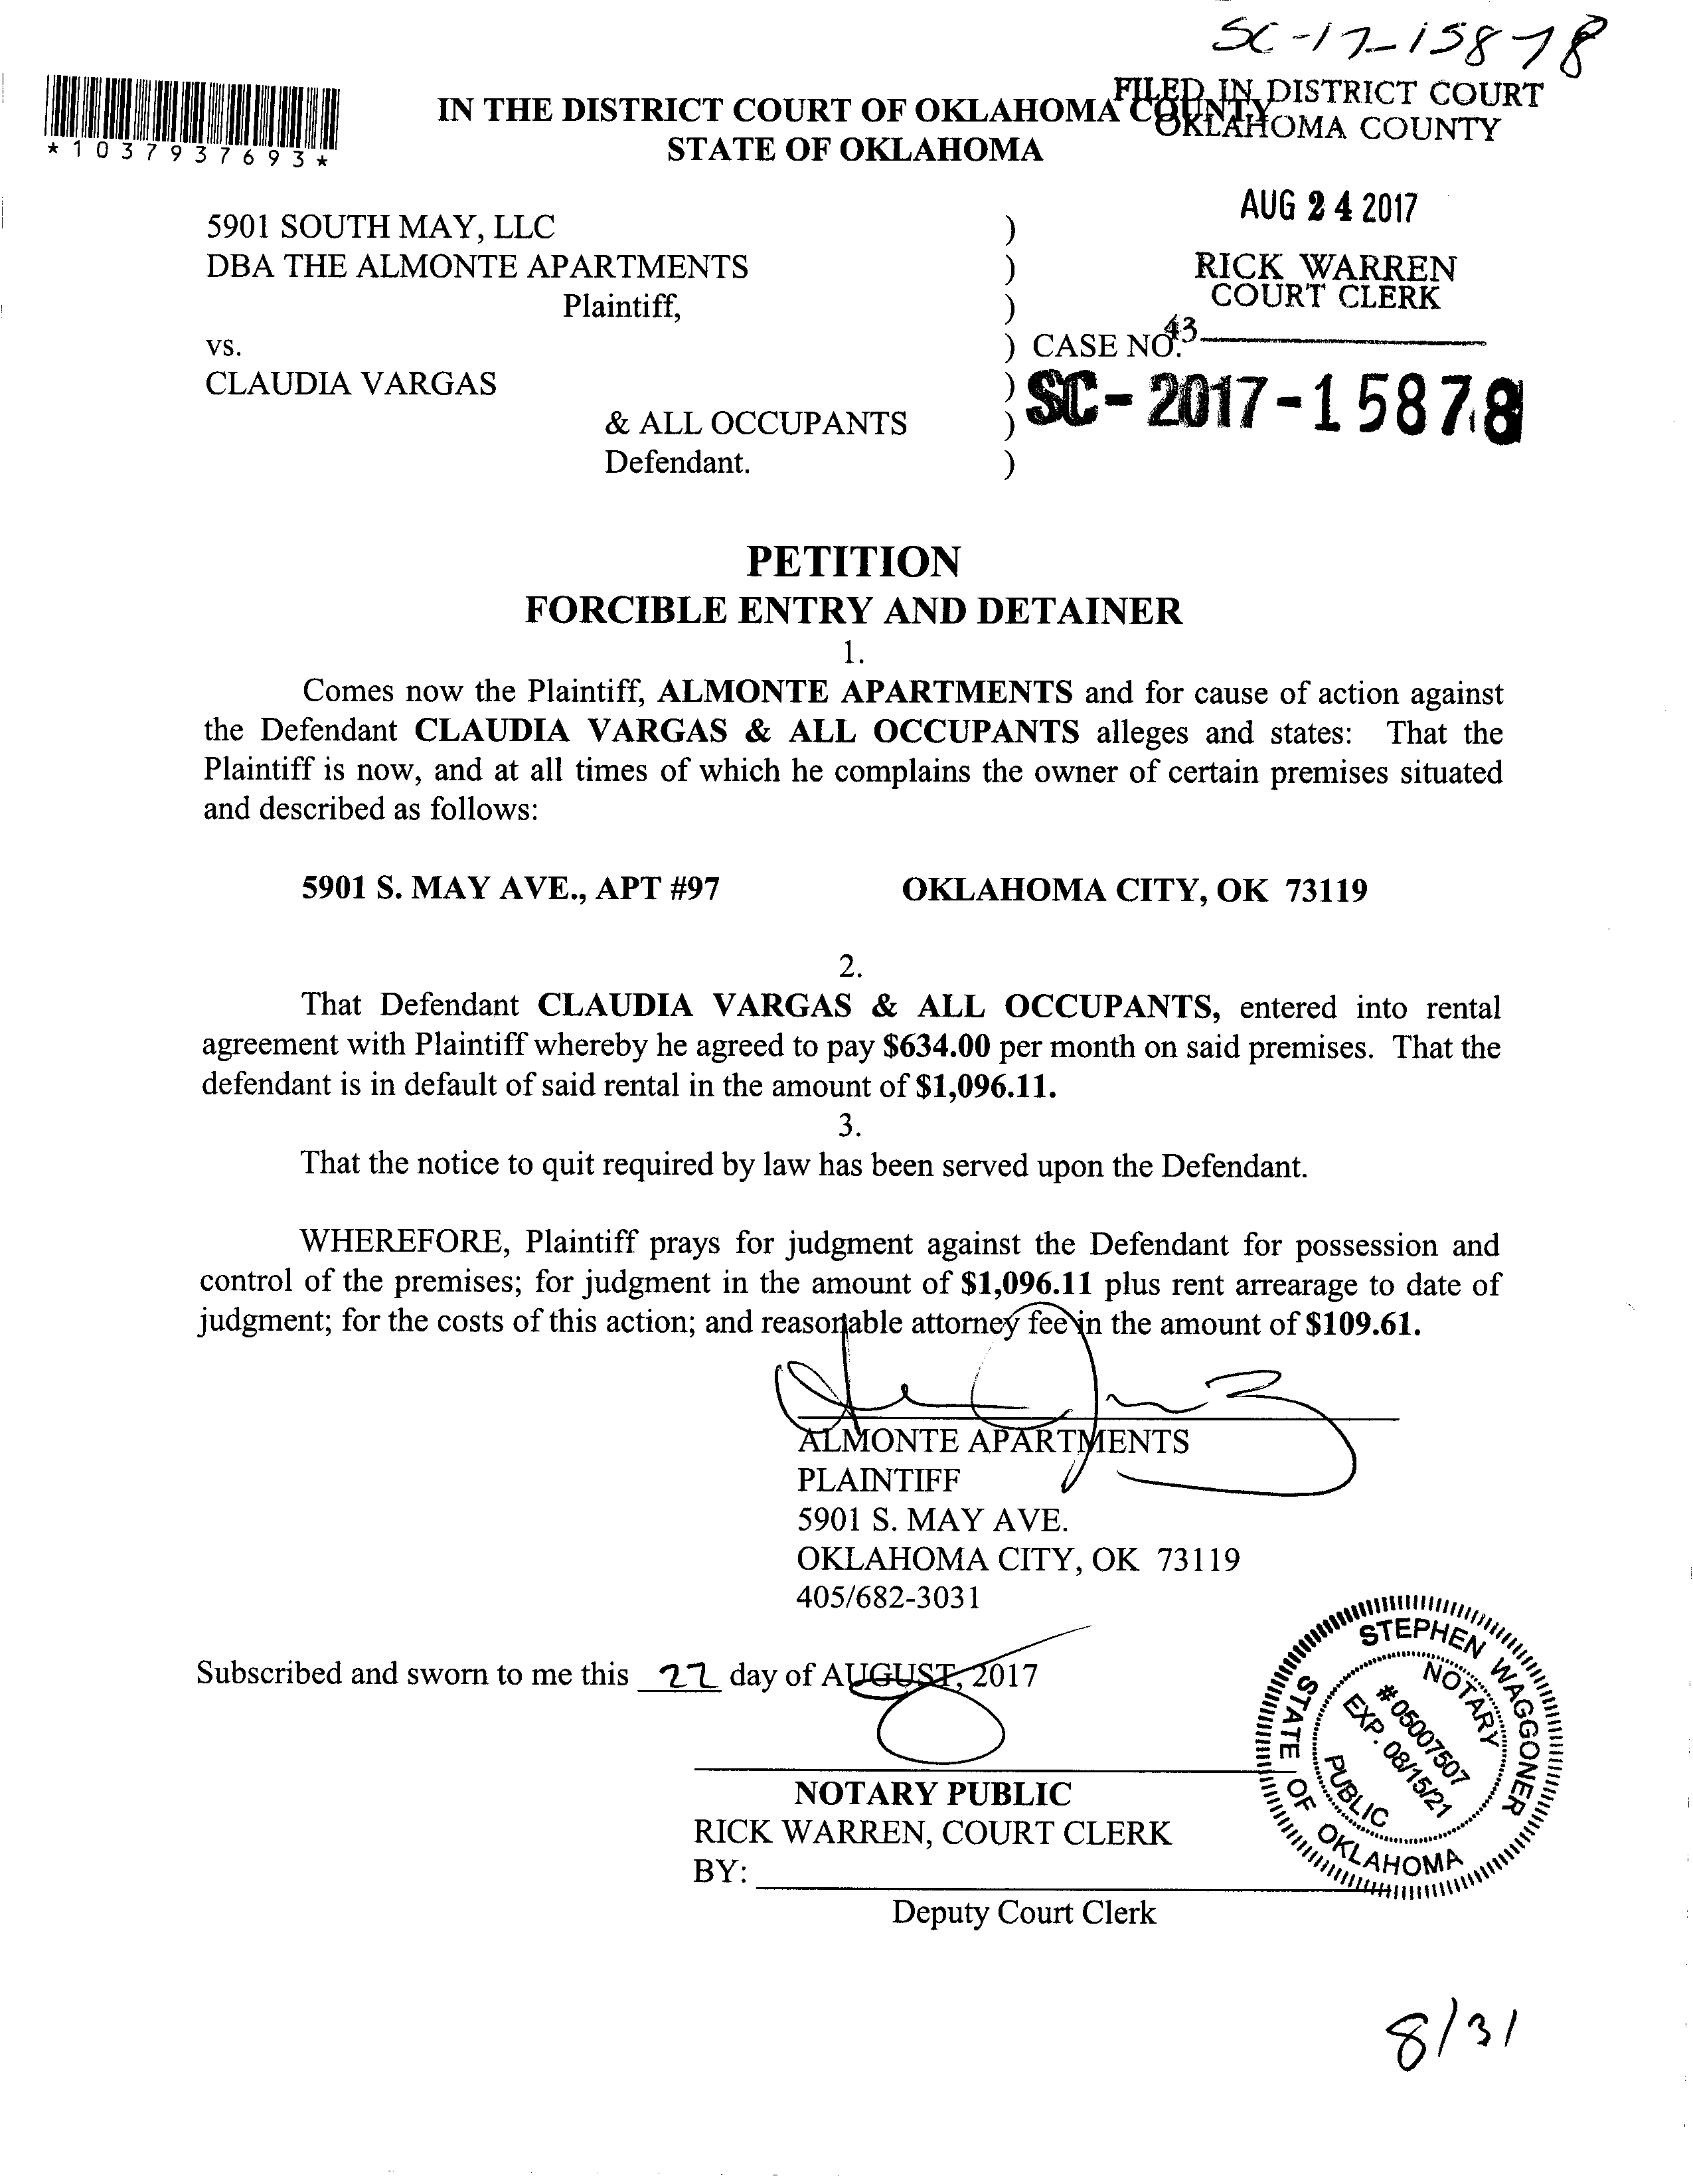 SC-17-15878
*1037937693*
IN THE DISTRICT COURT OF OKLAHOMA COUNTY
STATE OF OKLAHOMA
FILED IN DISTRICT COURT
OKLAHOMA COUNTY
AUG 24 2017
RICK WARREN
COURT CLERK
43
5901 SOUTH MAY, LLC )
DBA THE ALMONTE APARTMENTS )
Plaintiff, )
vs. ) CASE NO.
CLAUDIA VARGAS ) SC-2017-15878
& ALL OCCUPANTS )
Defendant. )
PETITION
FORCIBLE ENTRY AND DETAINER
1.
Comes now the Plaintiff, ALMONTE APARTMENTS and for cause of action against
the Defendant CLAUDIA VARGAS & ALL OCCUPANTS alleges and states: That the
Plaintiff is now, and at all times of which he complains the owner of certain premises situated
and described as follows:
5901 S. MAY AVE., APT #97 OKLAHOMA CITY, OK 73119
2.
That Defendant CLAUDIA VARGAS & ALL OCCUPANTS, entered into rental
agreement with Plaintiff whereby he agreed to pay $634.00 per month on said premises. That the
defendant is in default of said rental in the amount of $1,096.11.
3.
That the notice to quit required by law has been served upon the Defendant.
WHEREFORE, Plaintiff prays for judgment against the Defendant for possession and
control of the premises; for judgment in the amount of $1,096.11 plus rent arrearage to date of
judgment; for the costs of this action; and reasonable attorney fee in the amount of $109.61.
ALMONTE APARTMENTS
PLAINTIFF
5901 S. MAY AVE.
OKLAHOMA CITY, OK 73119
405/682-3031
Subscribed and sworn to me this 22 day of AUGUST, 2017
NOTARY PUBLIC
RICK WARREN, COURT CLERK
BY:
Deputy Court Clerk
STEPHEN WAGGONER
STATE OF OKLAHOMA
NOTARY
#05007507
EXP. 08/15/21
PUBLIC
8/31